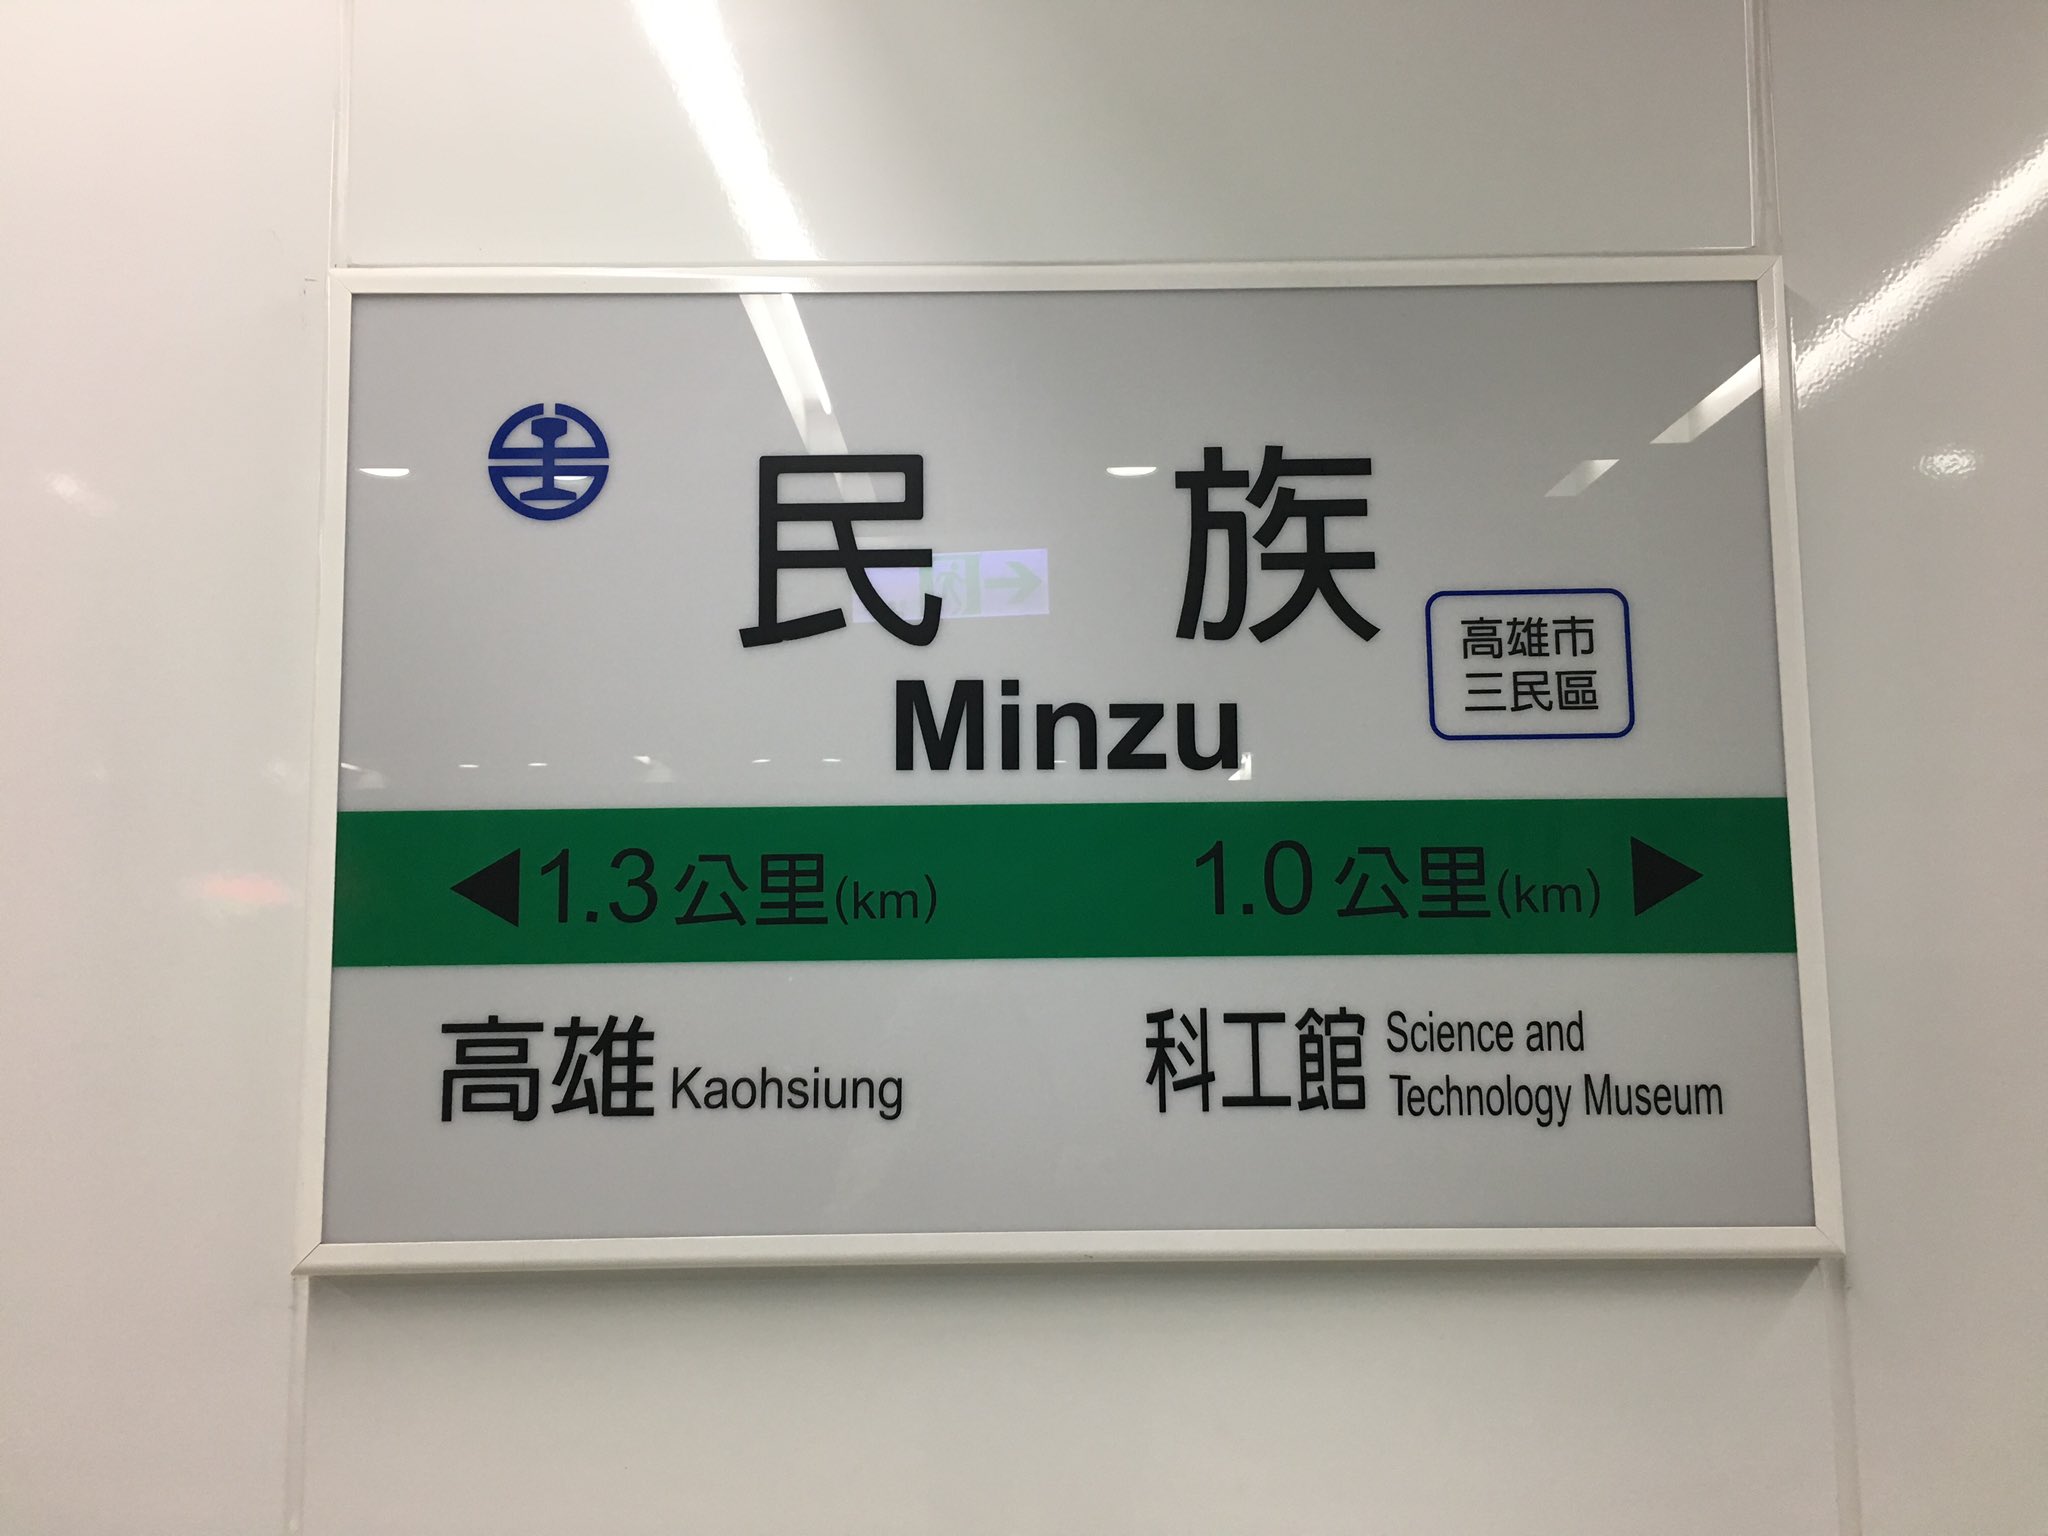 民 族
Minzu
高雄市
三民區
◀1.3公里(km)
1.0公里(km)▶
高雄 Kaohsiung
科工館 Science and
Technology Museum